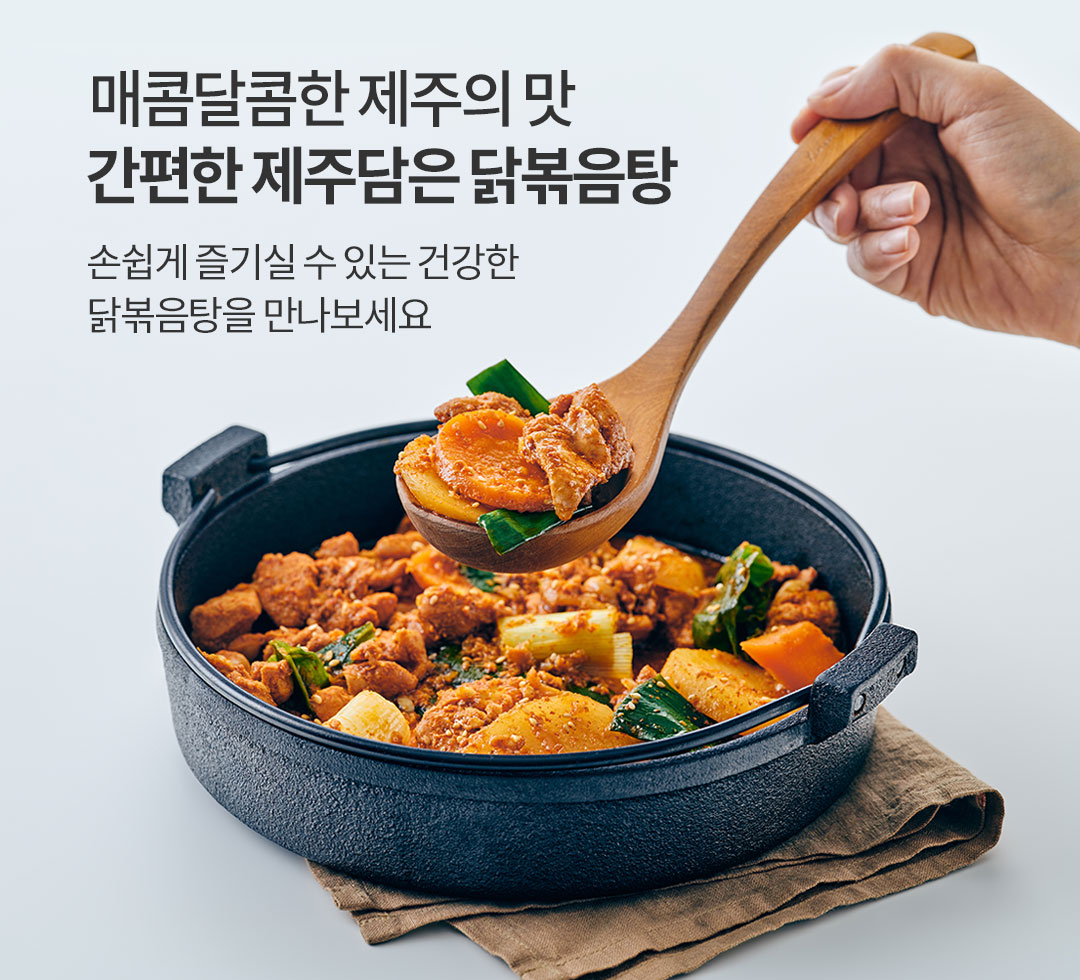 매콤달콤한 제주의 맛
간편한 제주담은 닭볶음탕
손쉽게 즐기실 수 있는 건강한
닭볶음탕을 만나보세요